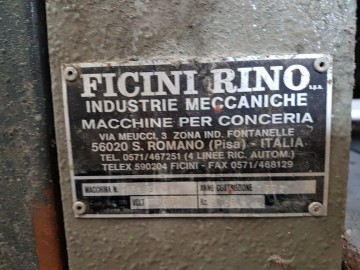 FICINI RINO s.p.a.
INDUSTRIE MECCANICHE
MACCHINE PER CONCERIA
VIA MEUCCI, 3 ZONA IND. FONTANELLE
56020 S. ROMANO (Pisa) - ITALIA
TEL. 0571/467251 (4 LINEE RIC. AUTOM.)
TELEX 590204 FICINI - FAX 0571/468129
MACCHINA N. ANNO COSTRUZIONE
VOLT Hz.